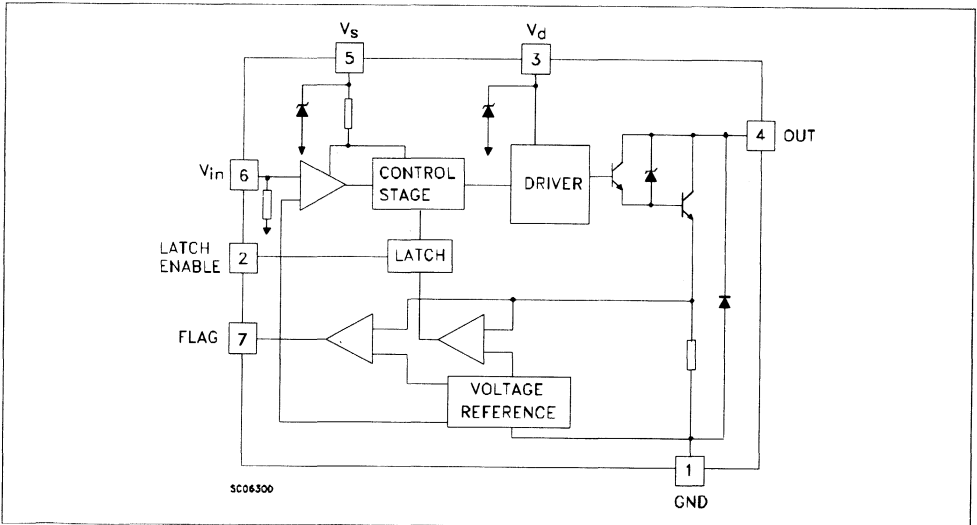 Vs
5
Vd
3
4 OUT
Vin 6
CONTROL
STAGE
DRIVER
LATCH
ENABLE
2
LATCH
FLAG 7
VOLTAGE
REFERENCE
1
GND
SC06300